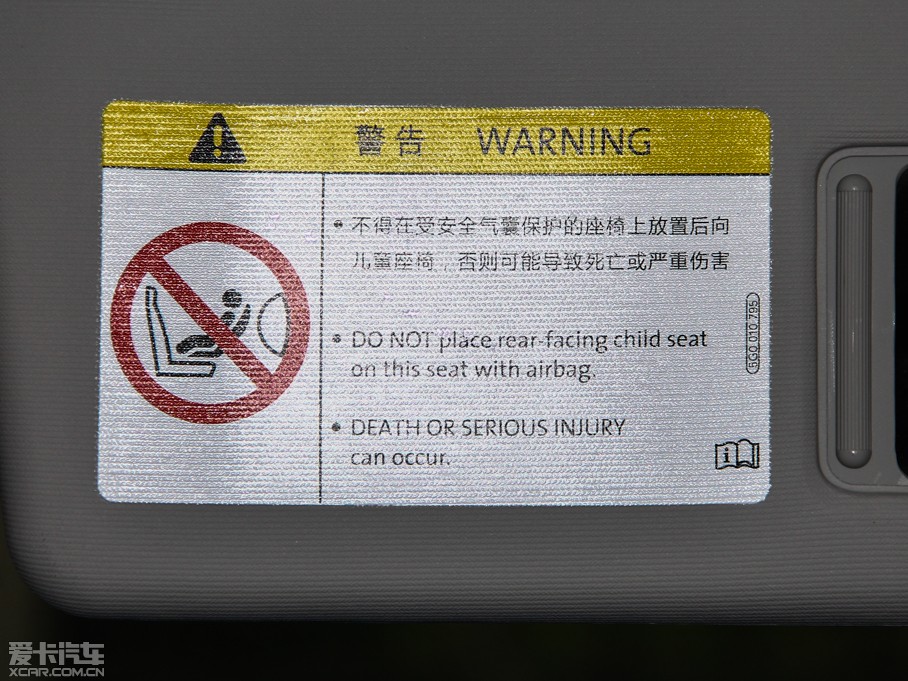 警告 WARNING
不得在受安全气囊保护的座椅上放置后向
儿童座椅，否则可能导致死亡或严重伤害
DO NOT place rear-facing child seat
on this seat with airbag.
DEATH OR SERIOUS INJURY
can occur.
5G0 010 795
i
爱卡汽车
XCAR.COM.CN